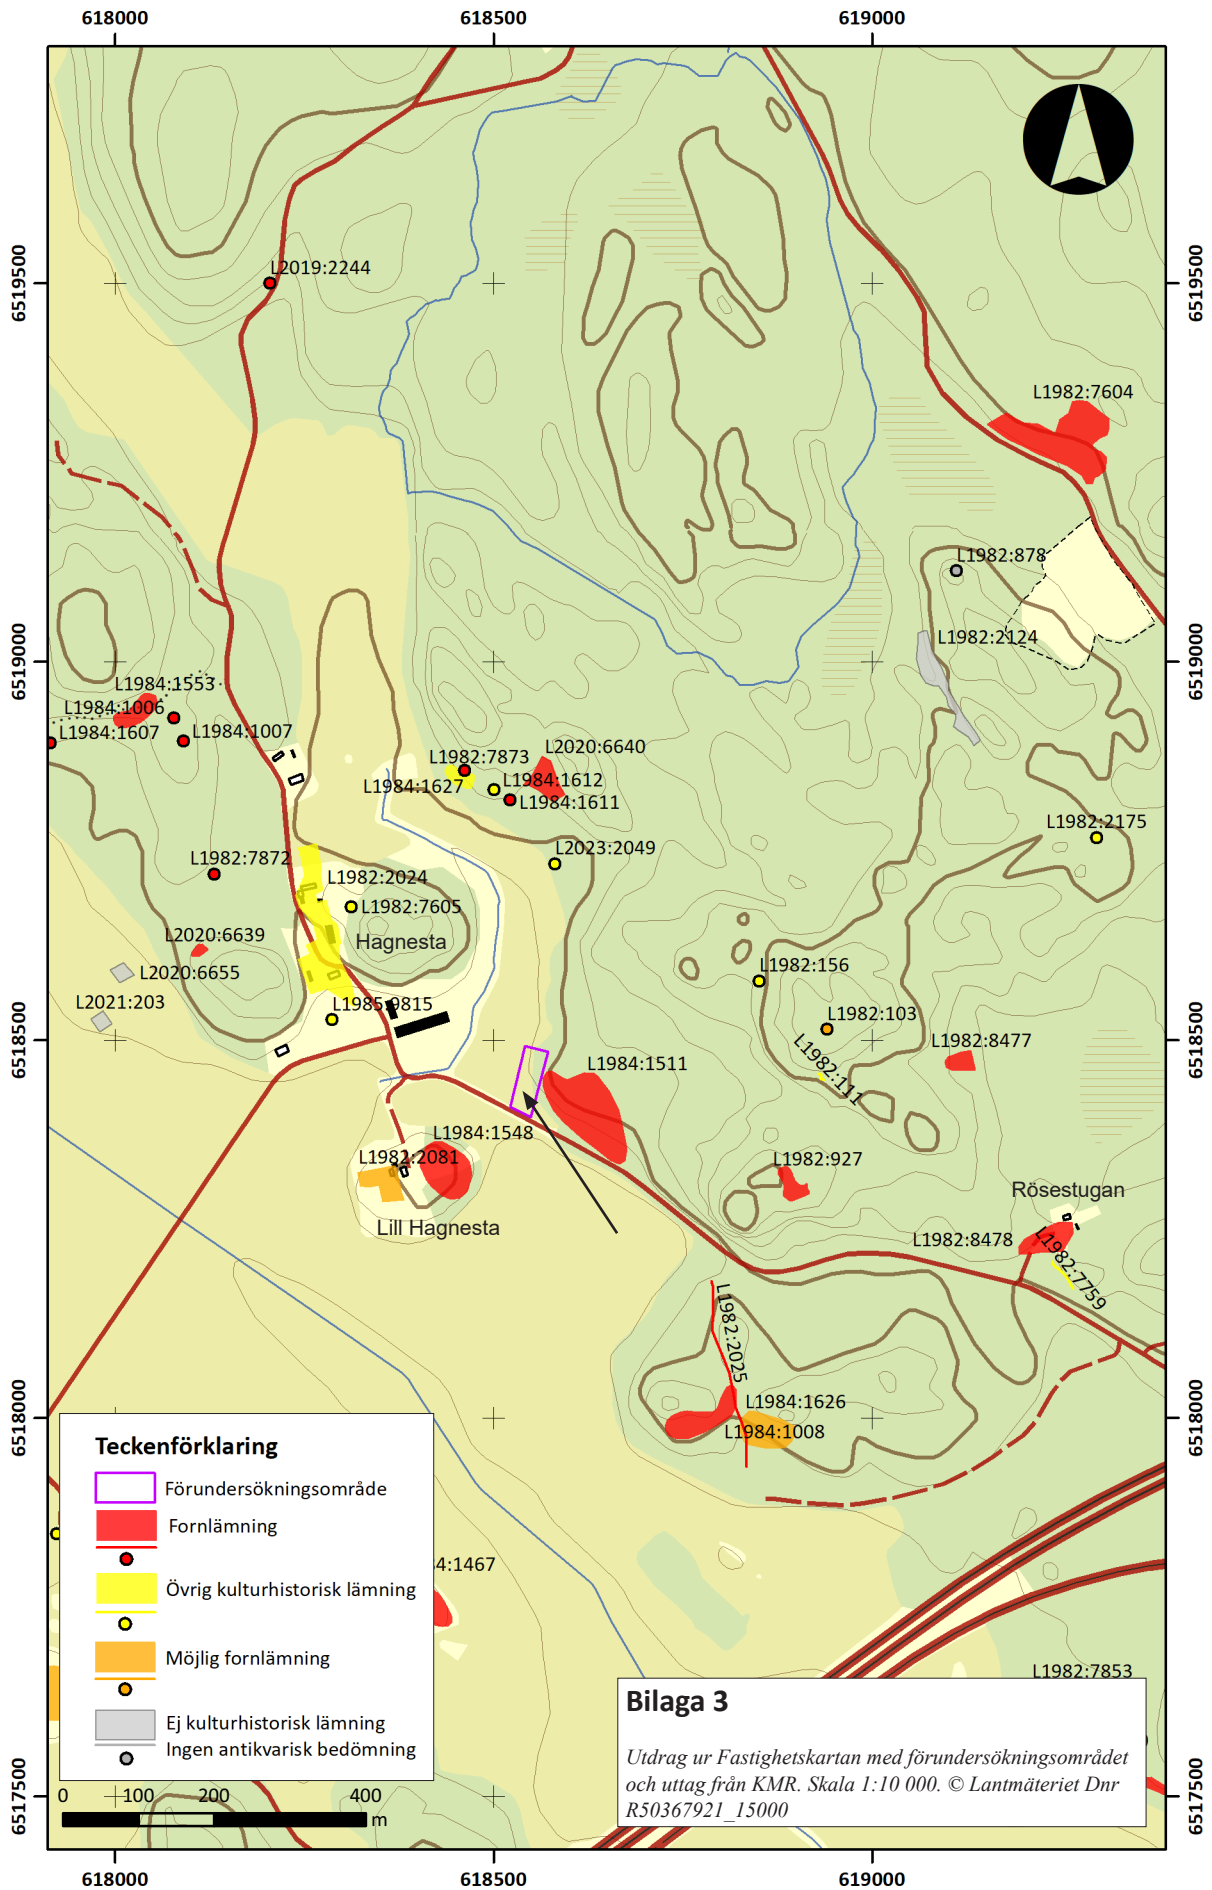 618000 618500 619000
L2019:2244
6519500 6519500
L1982:7604
L1982:878
L1982:2124
6519000 6519000
L1984:1553
L1984:1006
L1984:1607 L1984:1007
L1982:7873 L2020:6640
L1984:1627 L1984:1612
L1984:1611
L1982:2175
L2023:2049
L1982:7872
L1982:2024
L1982:7605
L2020:6639
Hagnesta
L2020:6655
L1982:156
L2021:203
L1985:9815
L1982:103
6518500 6518500
L1982:8477
L1984:1511
L1982:111
L1984:1548
L1982:2081
L1982:927
Rösestugan
Lill Hagnesta
L1982:8478
L1982:7759
L1982:2025
L1984:1626
L1984:1008
6518000 6518000
Teckenförklaring
Förundersökningsområde
Fornlämning
Övrig kulturhistorisk lämning
Möjlig fornlämning
Ej kulturhistorisk lämning
Ingen antikvarisk bedömning
4:1467
L1982:7853
Bilaga 3
Utdrag ur Fastighetskartan med förundersökningsområdet
och uttag från KMR. Skala 1:10 000. © Lantmäteriet Dnr
R50367921_15000
6517500 6517500
0 100 200 400
m
618000 618500 619000